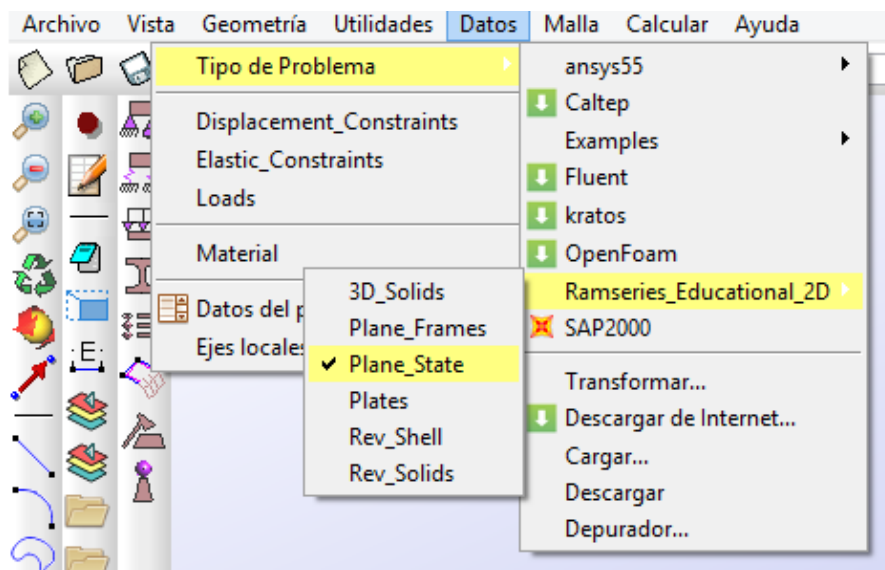 Archivo Vista Geometría Utilidades Datos Malla Calcular Ayuda
Tipo de Problema
Displacement_Constraints
Elastic_Constraints
Loads
Material
Datos del p
Ejes locales
ansys55
Caltep
Examples
Fluent
kratos
OpenFoam
Ramseries_Educational_2D
SAP2000
Transformar...
Descargar de Internet...
Cargar...
Descargar
Depurador...
3D_Solids
Plane_Frames
Plane_State
Plates
Rev_Shell
Rev_Solids
E